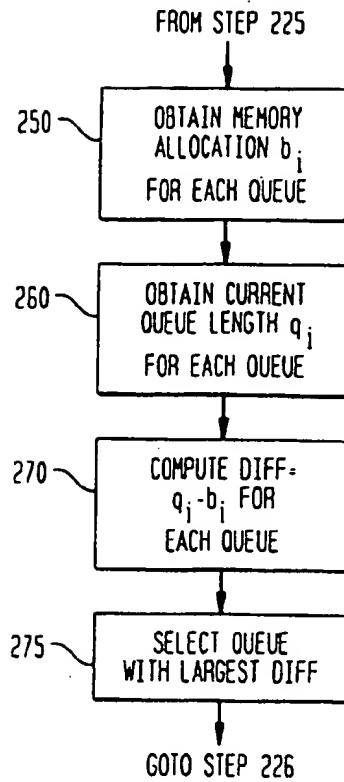 FROM STEP 225
250
OBTAIN MEMORY
ALLOCATION b_i
FOR EACH QUEUE
260
OBTAIN CURRENT
QUEUE LENGTH q_i
FOR EACH QUEUE
270
COMPUTE DIFF=
q_i-b_i FOR
EACH QUEUE
275
SELECT QUEUE
WITH LARGEST DIFF
GOTO STEP 226